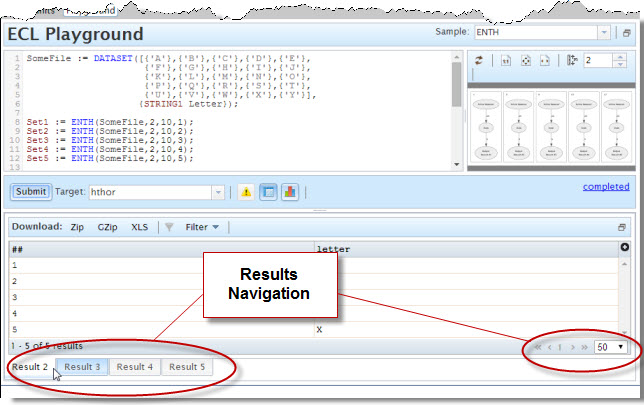 ECL Playground
Sample: ENTH
1 SomeFile := DATASET([{'A'},{'B'},{'C'},{'D'},{'E'},
2 {'F'},{'G'},{'H'},{'I'},{'J'},
3 {'K'},{'L'},{'M'},{'N'},{'O'},
4 {'P'},{'Q'},{'R'},{'S'},{'T'},
5 {'U'},{'V'},{'W'},{'X'},{'Y'}],
6 {STRING1 Letter});
7
8 Set1 := ENTH(SomeFile,2,10,1);
9 Set2 := ENTH(SomeFile,2,10,2);
10 Set3 := ENTH(SomeFile,2,10,3);
11 Set4 := ENTH(SomeFile,2,10,4);
12 Set5 := ENTH(SomeFile,2,10,5);
13
2
Submit Target: hthor
completed
Download: Zip GZip XLS Filter
## letter
1
2
3
4
5 X
Results
Navigation
1 - 5 of 5 results
1 50
Result 2 Result 3 Result 4 Result 5